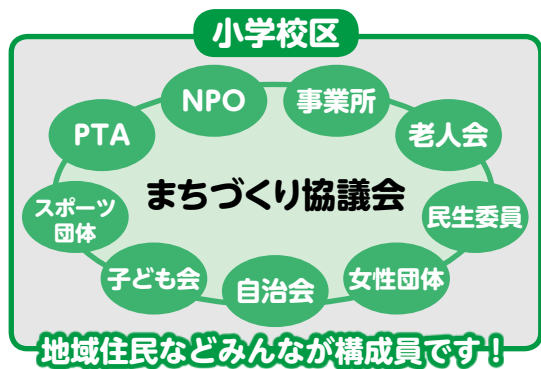 小学校区
NPO
事業所
PTA
老人会
まちづくり協議会
スポーツ
団体
民生委員
子ども会
自治会
女性団体
地域住民などみんなが構成員です！